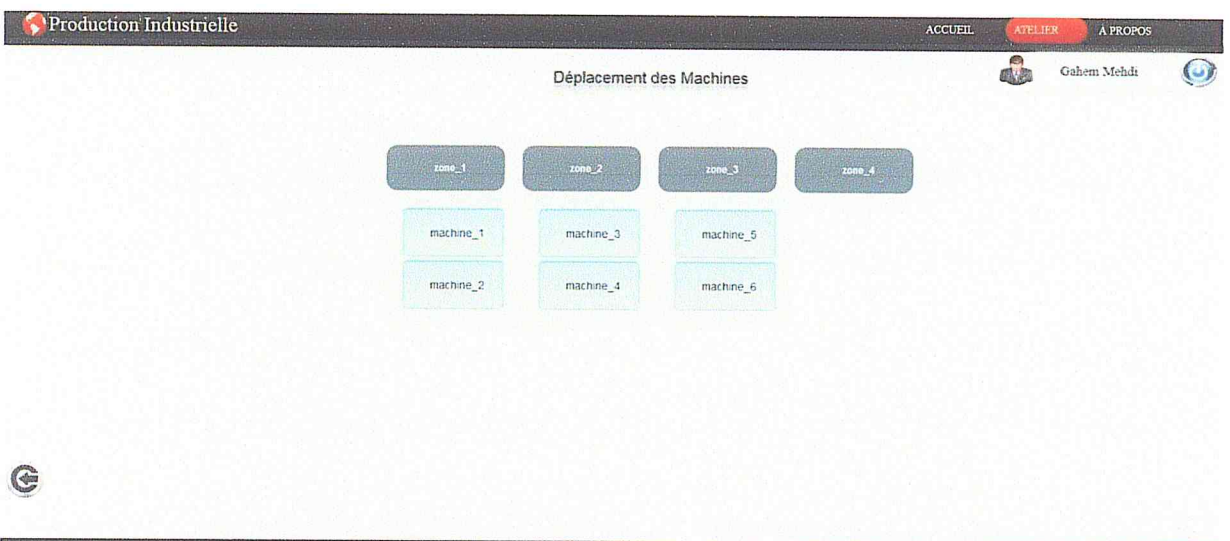 Production Industrielle
ACCUEIL ATELIER A PROPOS
Déplacement des Machines
Gahem Mehdi
zone_1 zone_2 zone_3 zone_4
machine_1 machine_3 machine_5
machine_2 machine_4 machine_6